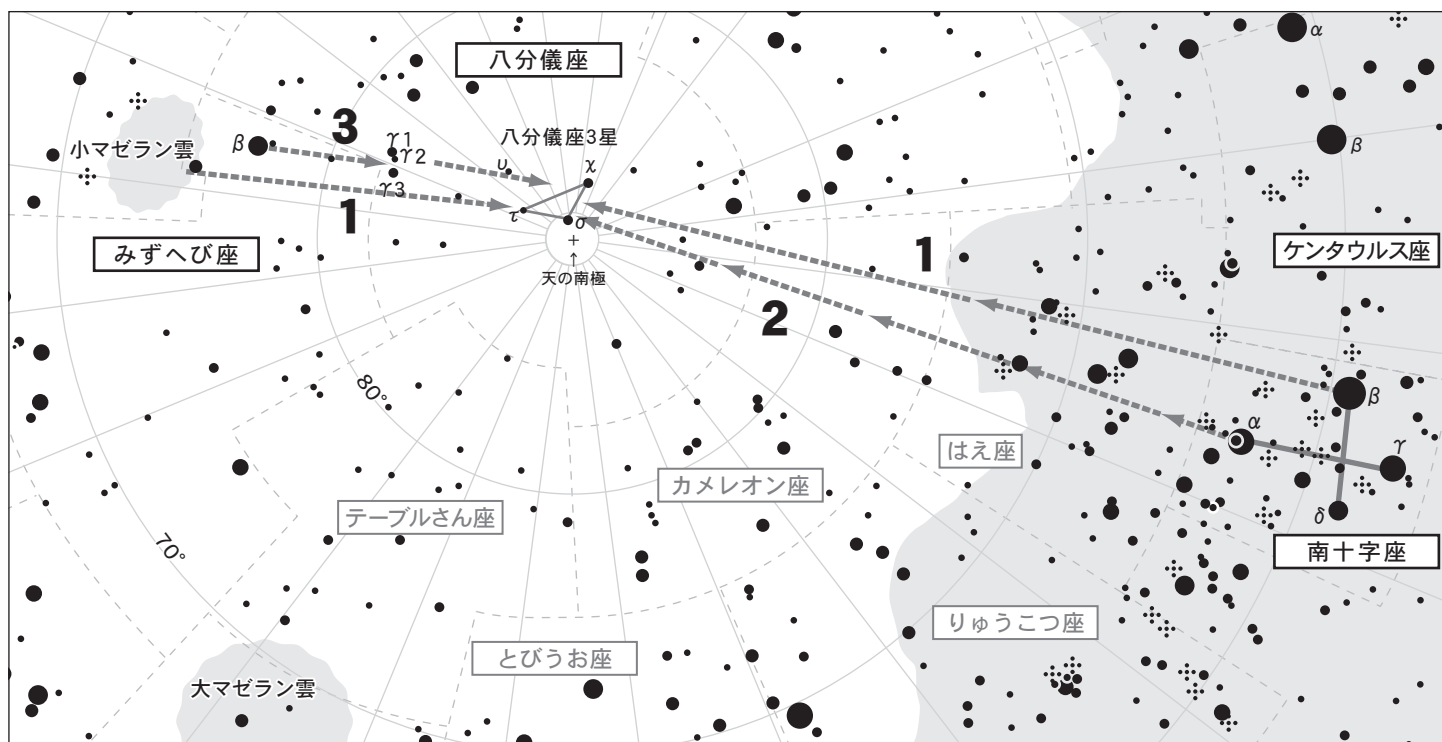 八分儀座
α
小マゼラン雲
β
3
γ1
γ2
γ3
八分儀座3星
υ
χ
τ
σ
1
みずへび座
↑
天の南極
β
1
ケンタウルス座
2
80°
β
α
γ
はえ座
カメレオン座
テーブルさん座
δ
南十字座
70°
りゅうこつ座
とびうお座
大マゼラン雲